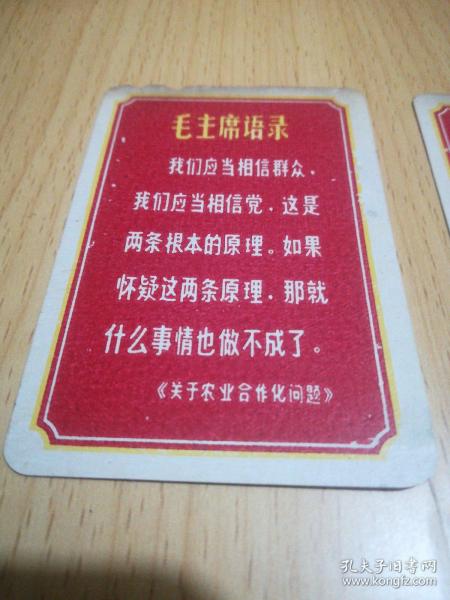 毛主席语录
我们应当相信群众，
我们应当相信党，这是
两条根本的原理。如果
怀疑这两条原理，那就
什么事情也做不成了。
《关于农业合作化问题》
孔夫子旧书网
www.kongfz.com